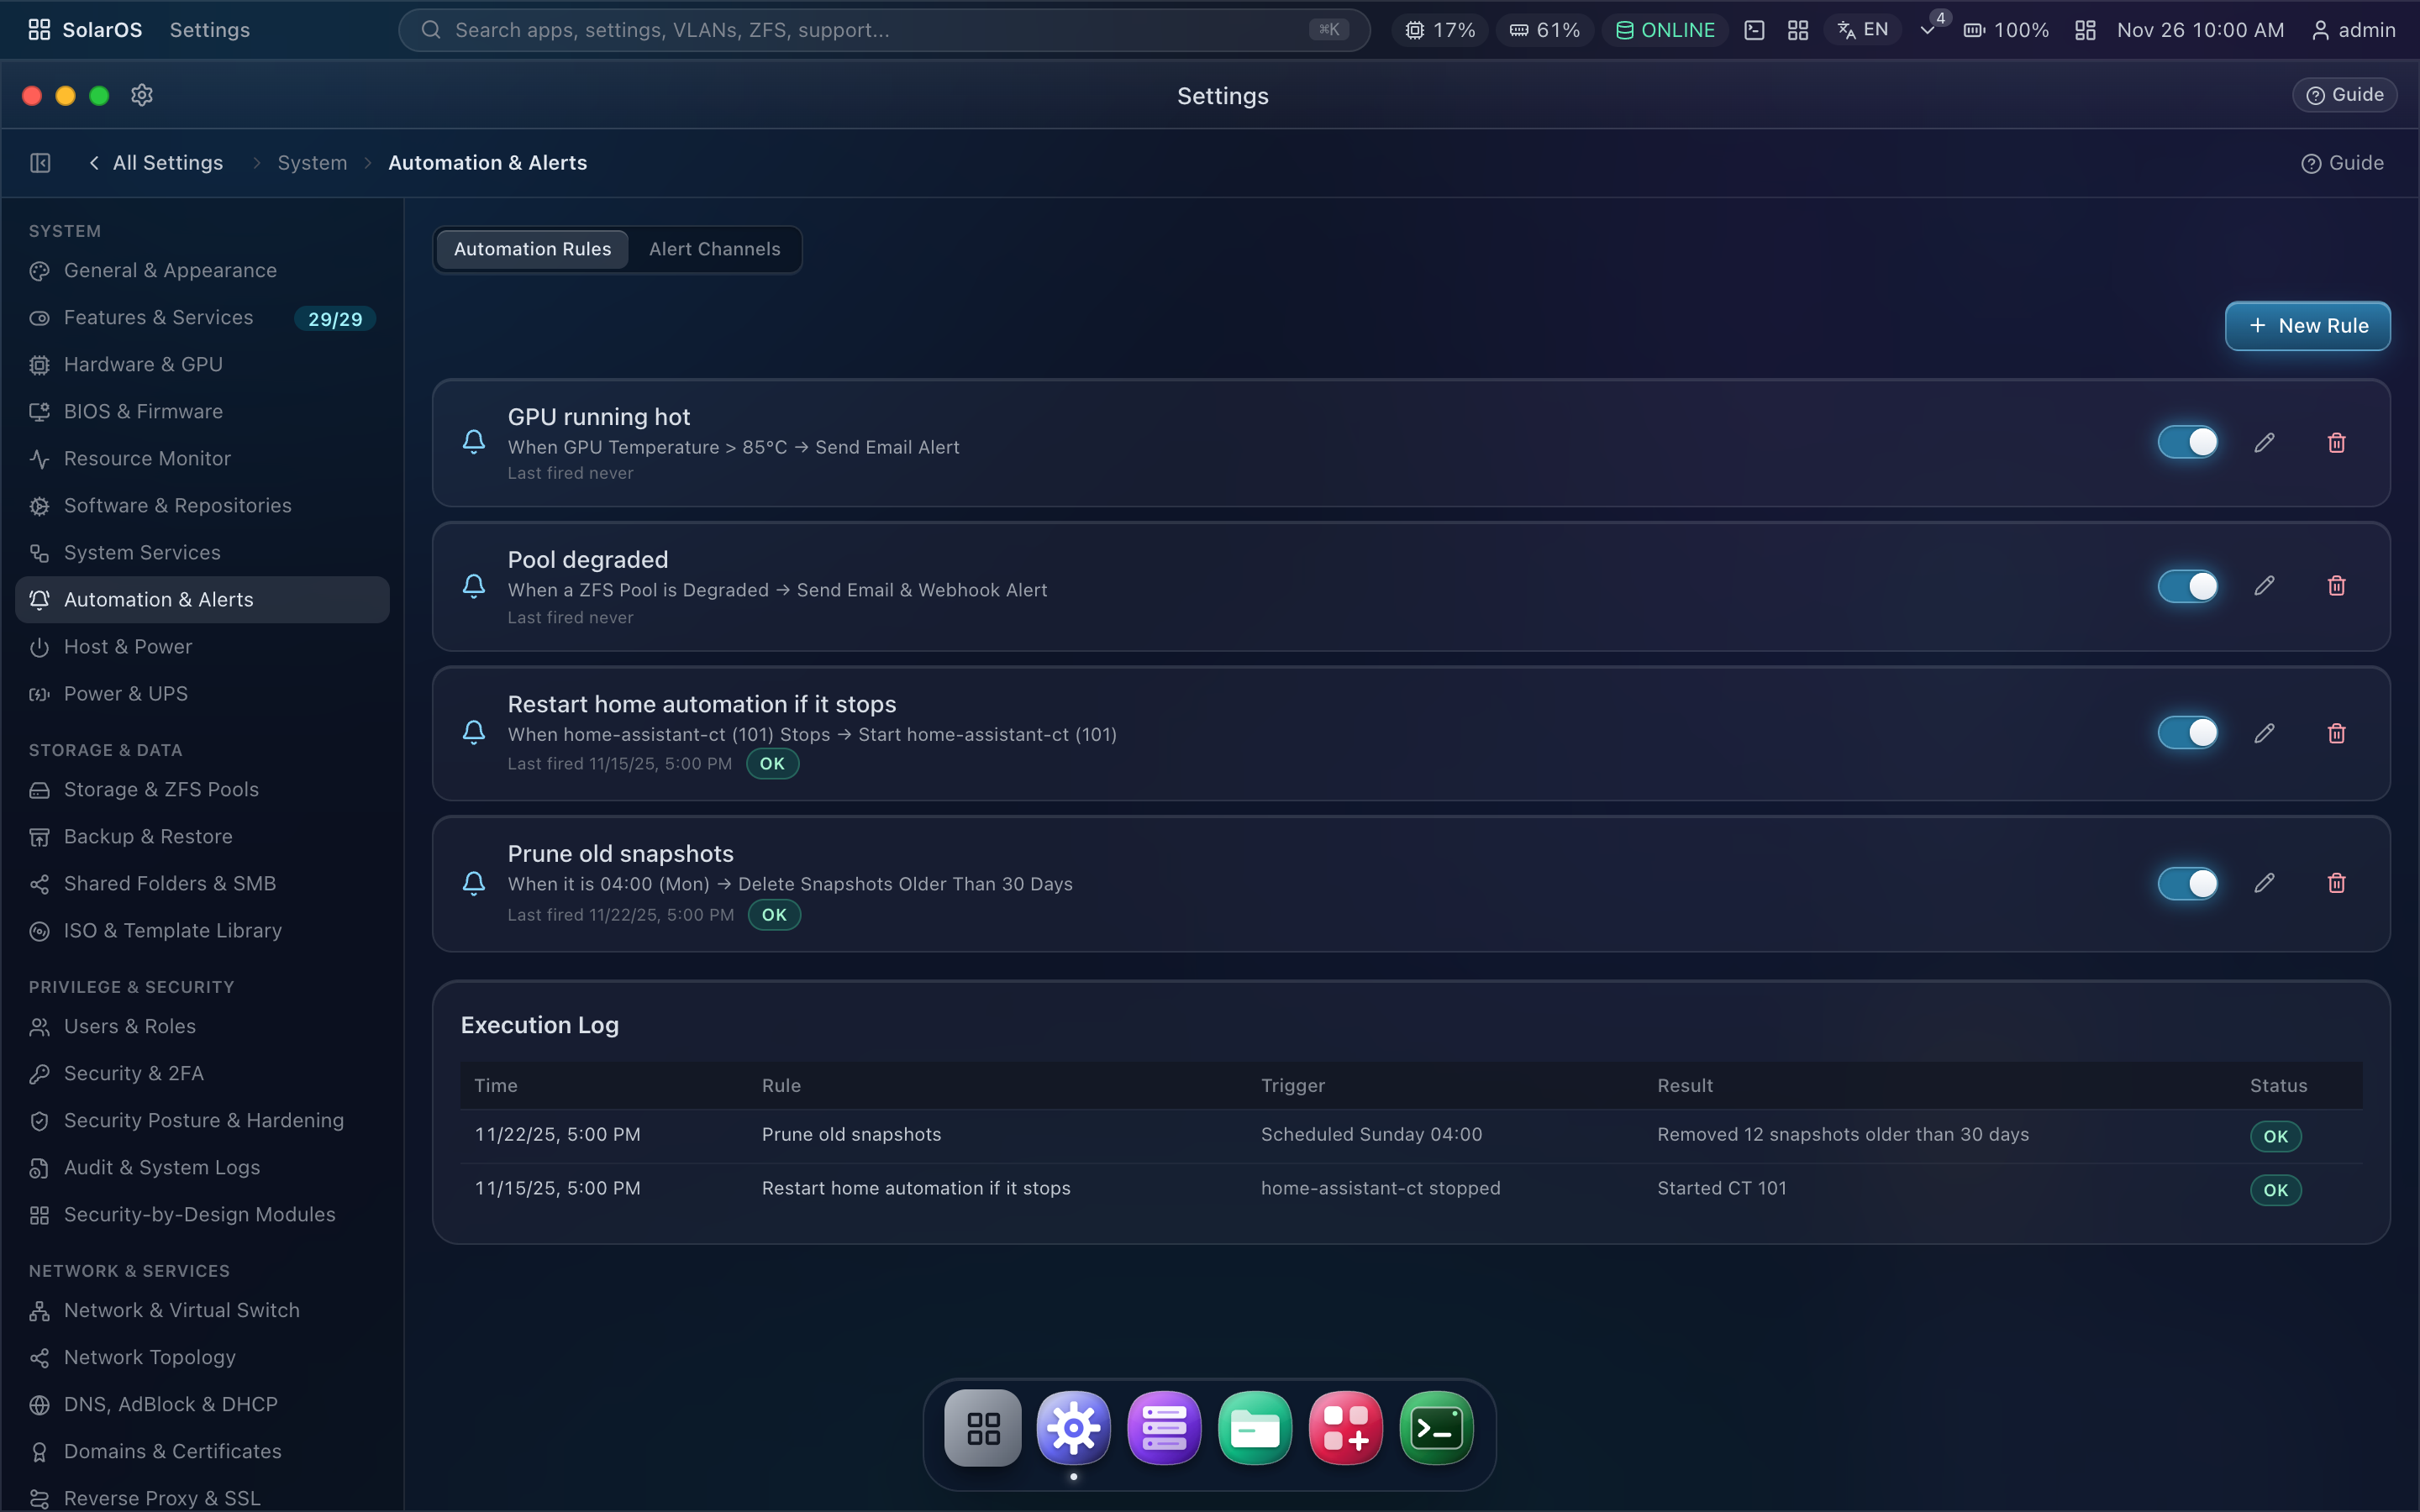 SolarOS Settings Search apps, settings, VLANs, ZFS, support... ⌘K 17% 61% ONLINE EN 4 100% Nov 26 10:00 AM admin
Settings Guide
All Settings System Automation & Alerts Guide
SYSTEM
General & Appearance
Features & Services 29/29
Hardware & GPU
BIOS & Firmware
Resource Monitor
Software & Repositories
System Services
Automation & Alerts
Host & Power
Power & UPS
STORAGE & DATA
Storage & ZFS Pools
Backup & Restore
Shared Folders & SMB
ISO & Template Library
PRIVILEGE & SECURITY
Users & Roles
Security & 2FA
Security Posture & Hardening
Audit & System Logs
Security-by-Design Modules
NETWORK & SERVICES
Network & Virtual Switch
Network Topology
DNS, AdBlock & DHCP
Domains & Certificates
Reverse Proxy & SSL
Automation Rules Alert Channels
New Rule
GPU running hot
When GPU Temperature > 85°C → Send Email Alert
Last fired never
Pool degraded
When a ZFS Pool is Degraded → Send Email & Webhook Alert
Last fired never
Restart home automation if it stops
When home-assistant-ct (101) Stops → Start home-assistant-ct (101)
Last fired 11/15/25, 5:00 PM OK
Prune old snapshots
When it is 04:00 (Mon) → Delete Snapshots Older Than 30 Days
Last fired 11/22/25, 5:00 PM OK
Execution Log
Time Rule Trigger Result Status
11/22/25, 5:00 PM Prune old snapshots Scheduled Sunday 04:00 Removed 12 snapshots older than 30 days OK
11/15/25, 5:00 PM Restart home automation if it stops home-assistant-ct stopped Started CT 101 OK